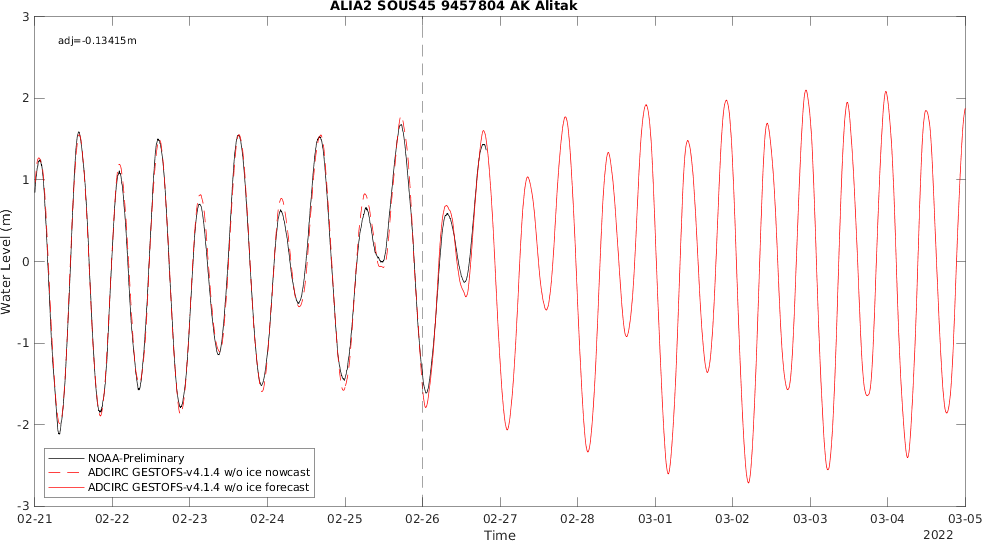 ALIA2 SOUS45 9457804 AK Alitak
adj=-0.13415m
3
2
1
0
-1
-2
-3
Water Level (m)
NOAA-Preliminary
ADCIRC GESTOFS-v4.1.4 w/o ice nowcast
ADCIRC GESTOFS-v4.1.4 w/o ice forecast
02-21 02-22 02-23 02-24 02-25 02-26 02-27 02-28 03-01 03-02 03-03 03-04 03-05
Time
2022